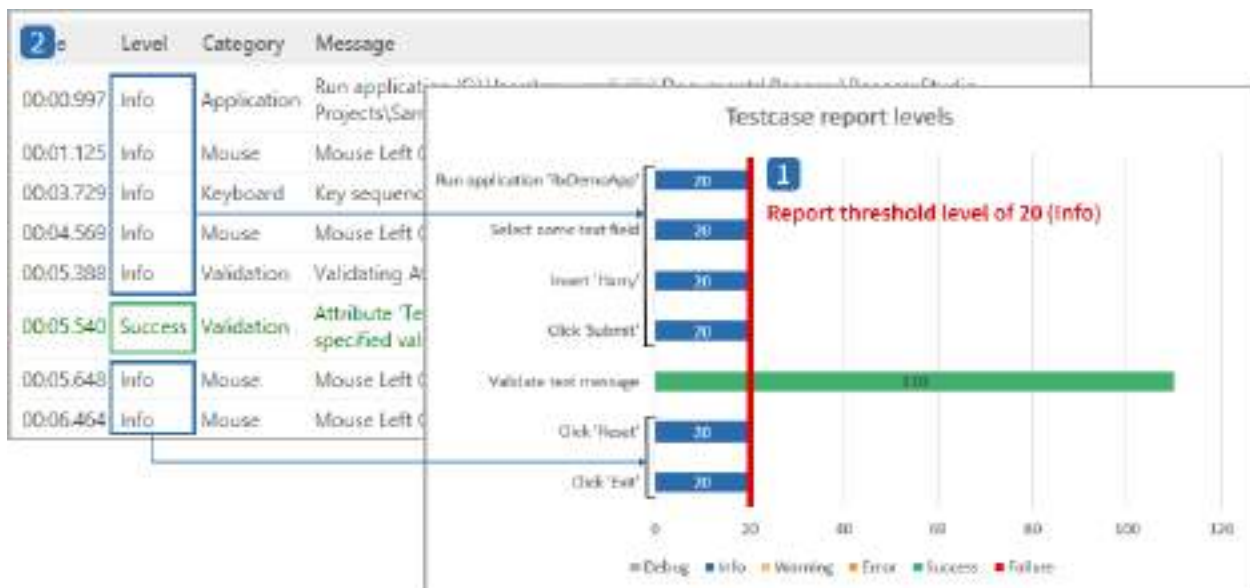 2 e Level Category Message
00:00.997 Info Application Run application
Projects\Sam
00:01.125 Info Mouse Mouse Left C
00:03.729 Info Keyboard Key sequenc
00:04.569 Info Mouse Mouse Left C
00:05.388 Info Validation Validating At
00:05.540 Success Validation Attribute 'Te
specified val
00:05.648 Info Mouse Mouse Left C
00:06.464 Info Mouse Mouse Left C
Testcase report levels
1
Report threshold level of 20 (Info)
Run application 'RxDemoApp' 20
Select name text field 20
Insert 'Harry' 20
Click 'Submit' 20
Validate text message 110
Click 'Reset' 20
Click 'Exit' 20
0 20 40 60 80 100 120
Debug Info Warning Error Success Failure